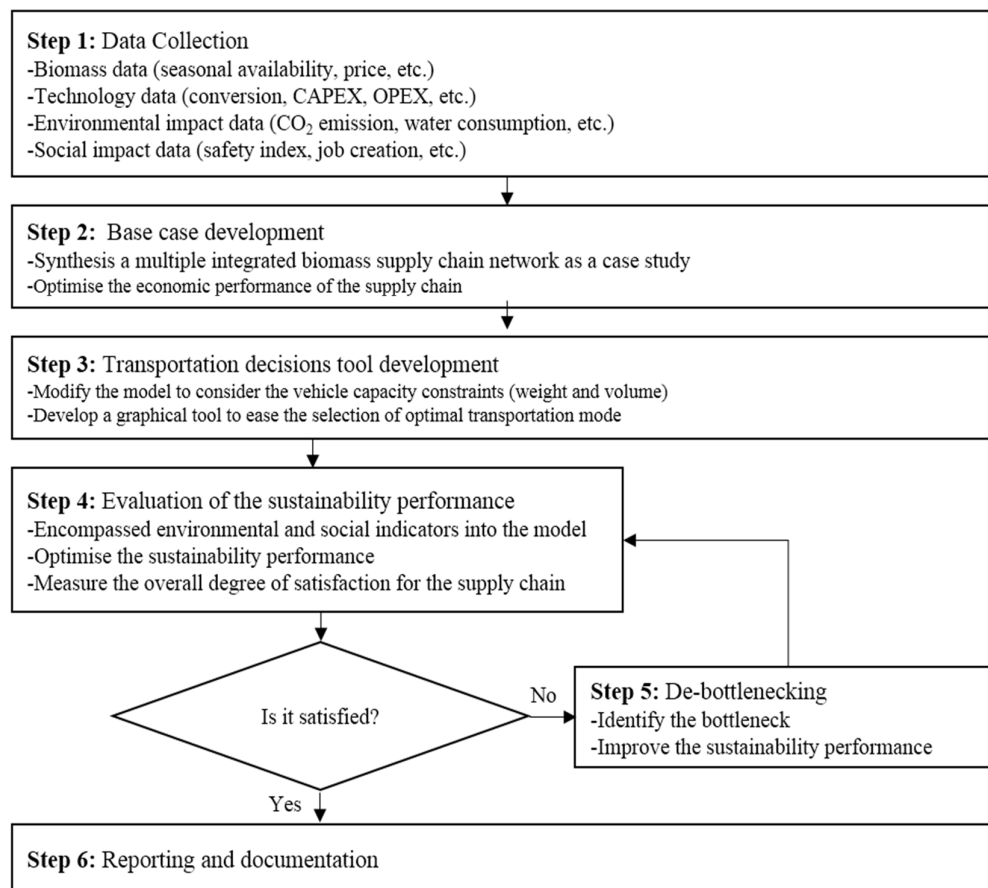 Step 1: Data Collection
-Biomass data (seasonal availability, price, etc.)
-Technology data (conversion, CAPEX, OPEX, etc.)
-Environmental impact data (CO₂ emission, water consumption, etc.)
-Social impact data (safety index, job creation, etc.)
Step 2: Base case development
-Synthesis a multiple integrated biomass supply chain network as a case study
-Optimise the economic performance of the supply chain
Step 3: Transportation decisions tool development
-Modify the model to consider the vehicle capacity constraints (weight and volume)
-Develop a graphical tool to ease the selection of optimal transportation mode
Step 4: Evaluation of the sustainability performance
-Encompassed environmental and social indicators into the model
-Optimise the sustainability performance
-Measure the overall degree of satisfaction for the supply chain
Is it satisfied?
No
Step 5: De-bottlenecking
-Identify the bottleneck
-Improve the sustainability performance
Yes
Step 6: Reporting and documentation